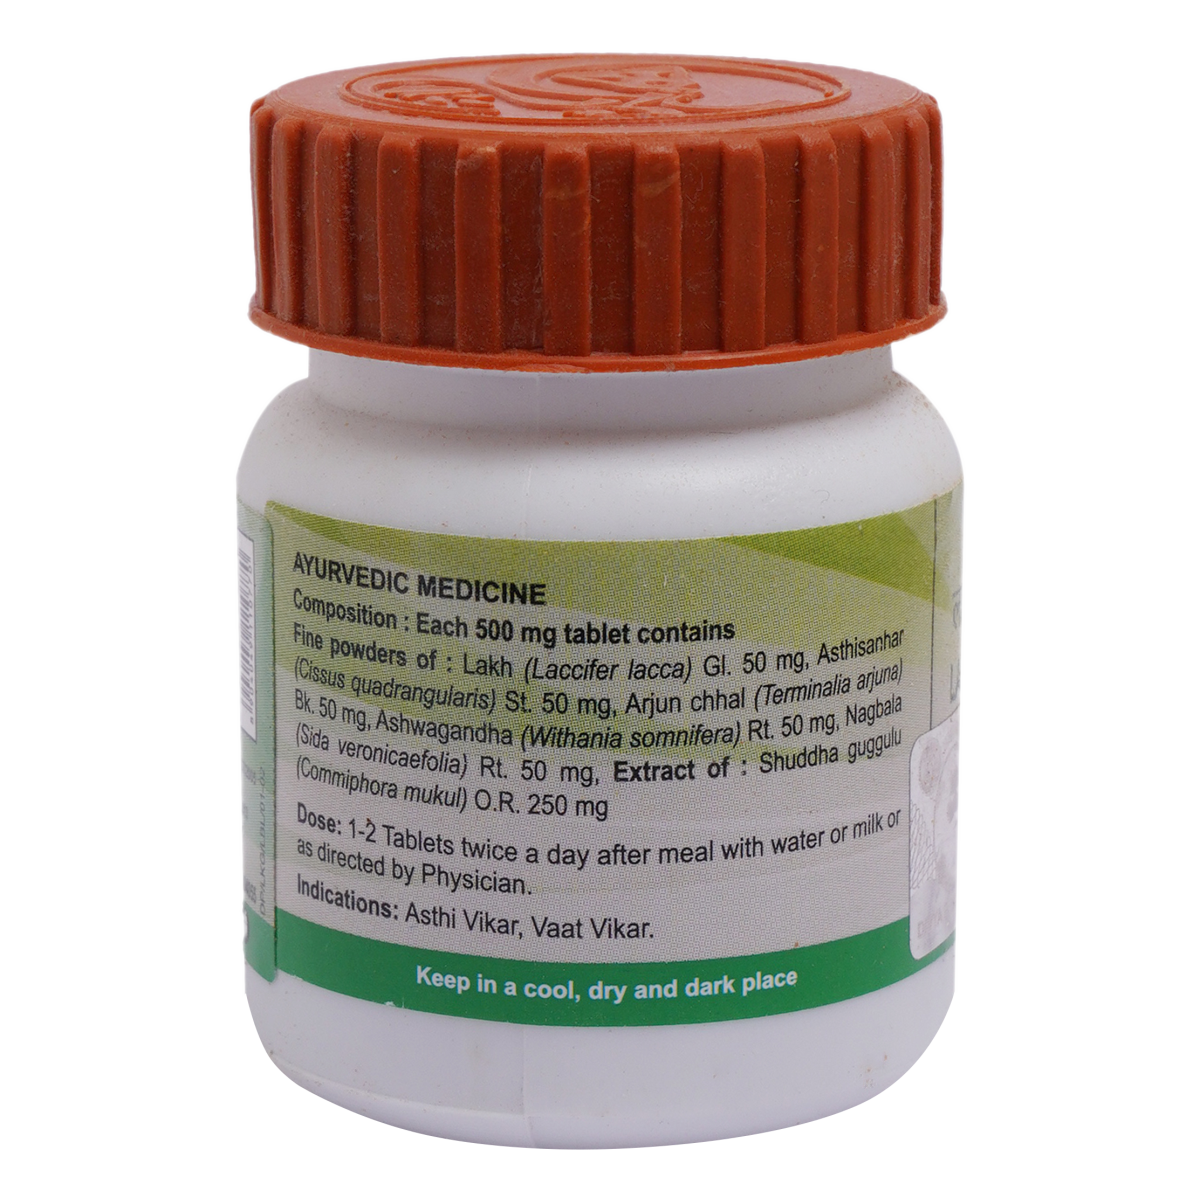 AYURVEDIC MEDICINE
Composition : Each 500 mg tablet contains
Fine powders of : Lakh (Laccifer lacca) Gl. 50 mg, Asthisanhar
(Cissus quadrangularis) St. 50 mg, Arjun chhal (Terminalia arjuna)
Bk. 50 mg, Ashwagandha (Withania somnifera) Rt. 50 mg, Nagbala
(Sida veronicaefolia) Rt. 50 mg, Extract of : Shuddha guggulu
(Commiphora mukul) O.R. 250 mg
Dose: 1-2 Tablets twice a day after meal with water or milk or
as directed by Physician.
Indications: Asthi Vikar, Vaat Vikar.
Keep in a cool, dry and dark place